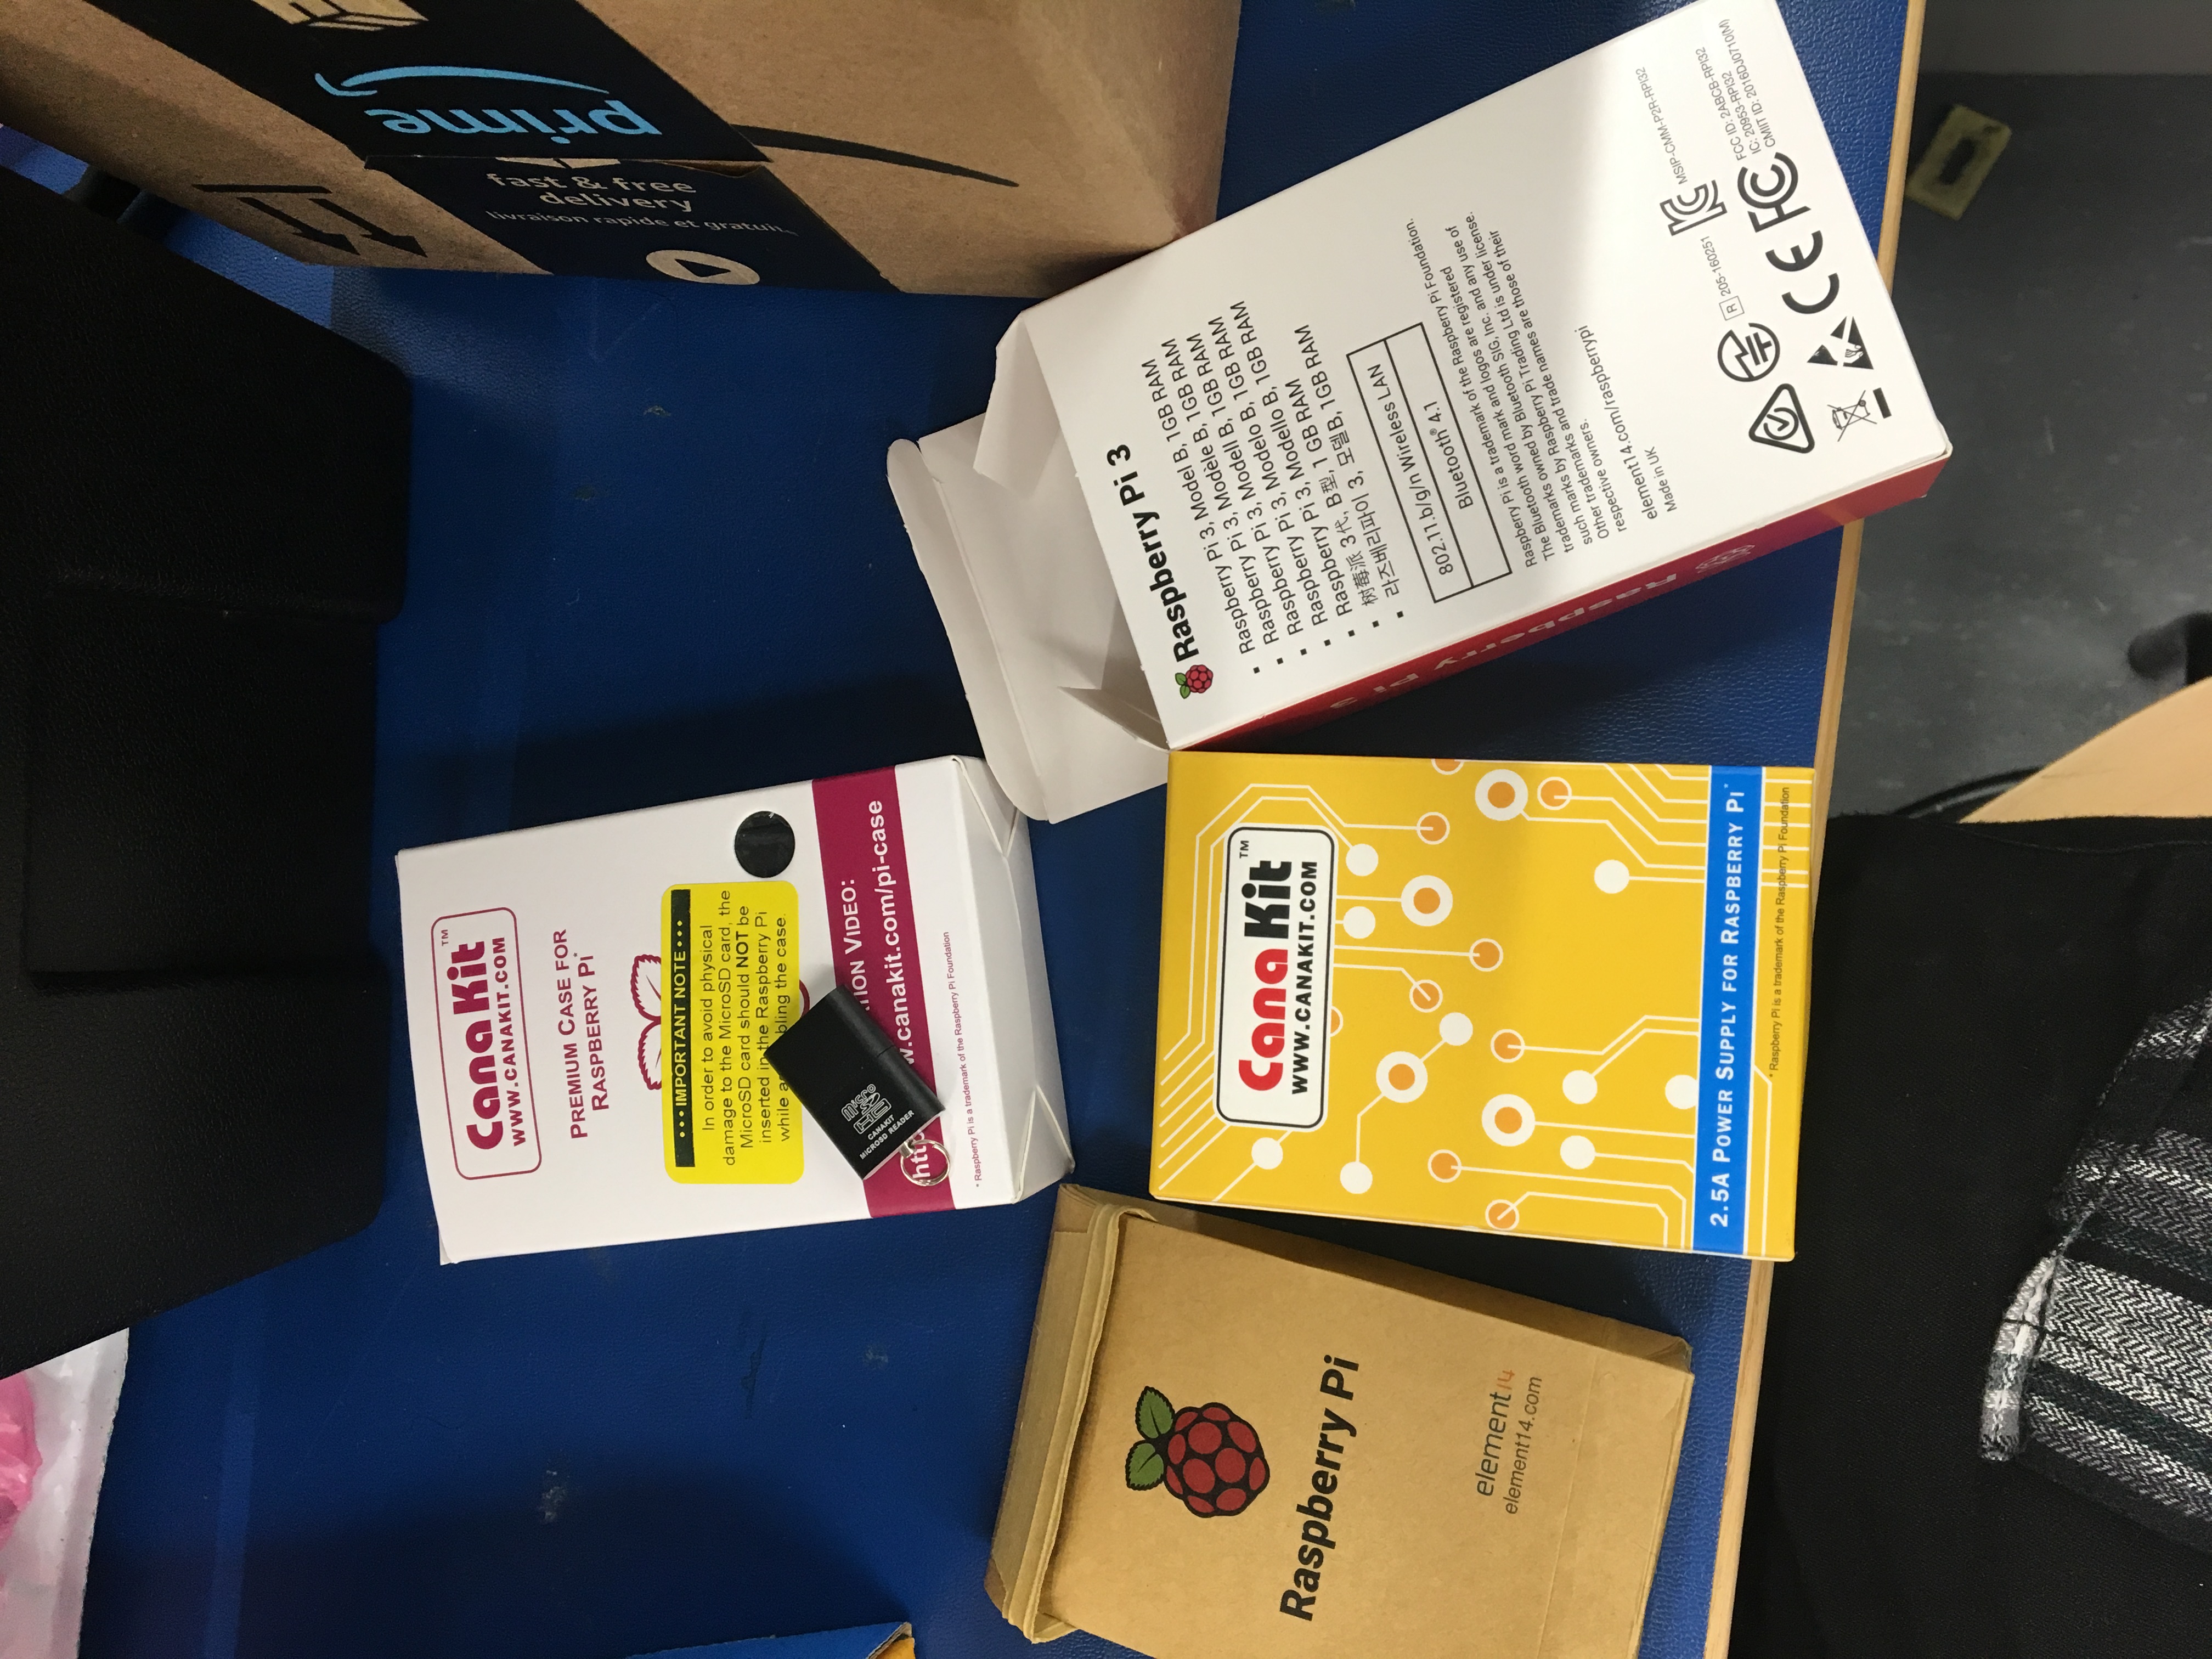 CanaKit™
WWW.CANAKIT.COM
PREMIUM CASE FOR
RASPBERRY PI*
•••IMPORTANT NOTE•••
In order to avoid physical
damage to the MicroSD card, the
MicroSD card should NOT be
inserted in the Raspberry Pi
while as bling the case.
TION VIDEO:
http w.canakit.com/pi-case
* Raspberry Pi is a trademark of the Raspberry Pi Foundation
micro
CANAKIT
MICROSD READER
prime
fast & free
delivery
livraison rapide et gratuite
Raspberry Pi
element14
element14.com
CanaKit™
WWW.CANAKIT.COM
2.5A POWER SUPPLY FOR RASPBERRY PI*
* Raspberry Pi is a trademark of the Raspberry Pi Foundation
Raspberry Pi 3
Raspberry Pi 3
▪ Raspberry Pi 3, Model B, 1GB RAM
▪ Raspberry Pi 3, Modèle B, 1GB RAM
▪ Raspberry Pi 3, Modell B, 1GB RAM
▪ Raspberry Pi 3, Modelo B, 1GB RAM
▪ Raspberry Pi 3, Modello B, 1GB RAM
▪ 树莓派 3代, B型, 1 GB RAM
▪ 라즈베리파이 3, 모델B, 1GB RAM
802.11.b/g/n Wireless LAN
Bluetooth® 4.1
Raspberry Pi is a trademark of the Raspberry Pi Foundation.
The Bluetooth word mark and logos are registered
trademarks owned by Bluetooth SIG, Inc. and any use of
such marks by Raspberry Pi Trading Ltd is under license.
Other trademarks and trade names are those of their
respective owners.
element14.com/raspberrypi
Made in UK
R 205-160251
MSIP-CMM-P2R-RPI32
CE FC
FCC ID: 2ABCB-RPI32
IC: 20953-RPI32
CMIIT ID: 2016DJ0710(M)